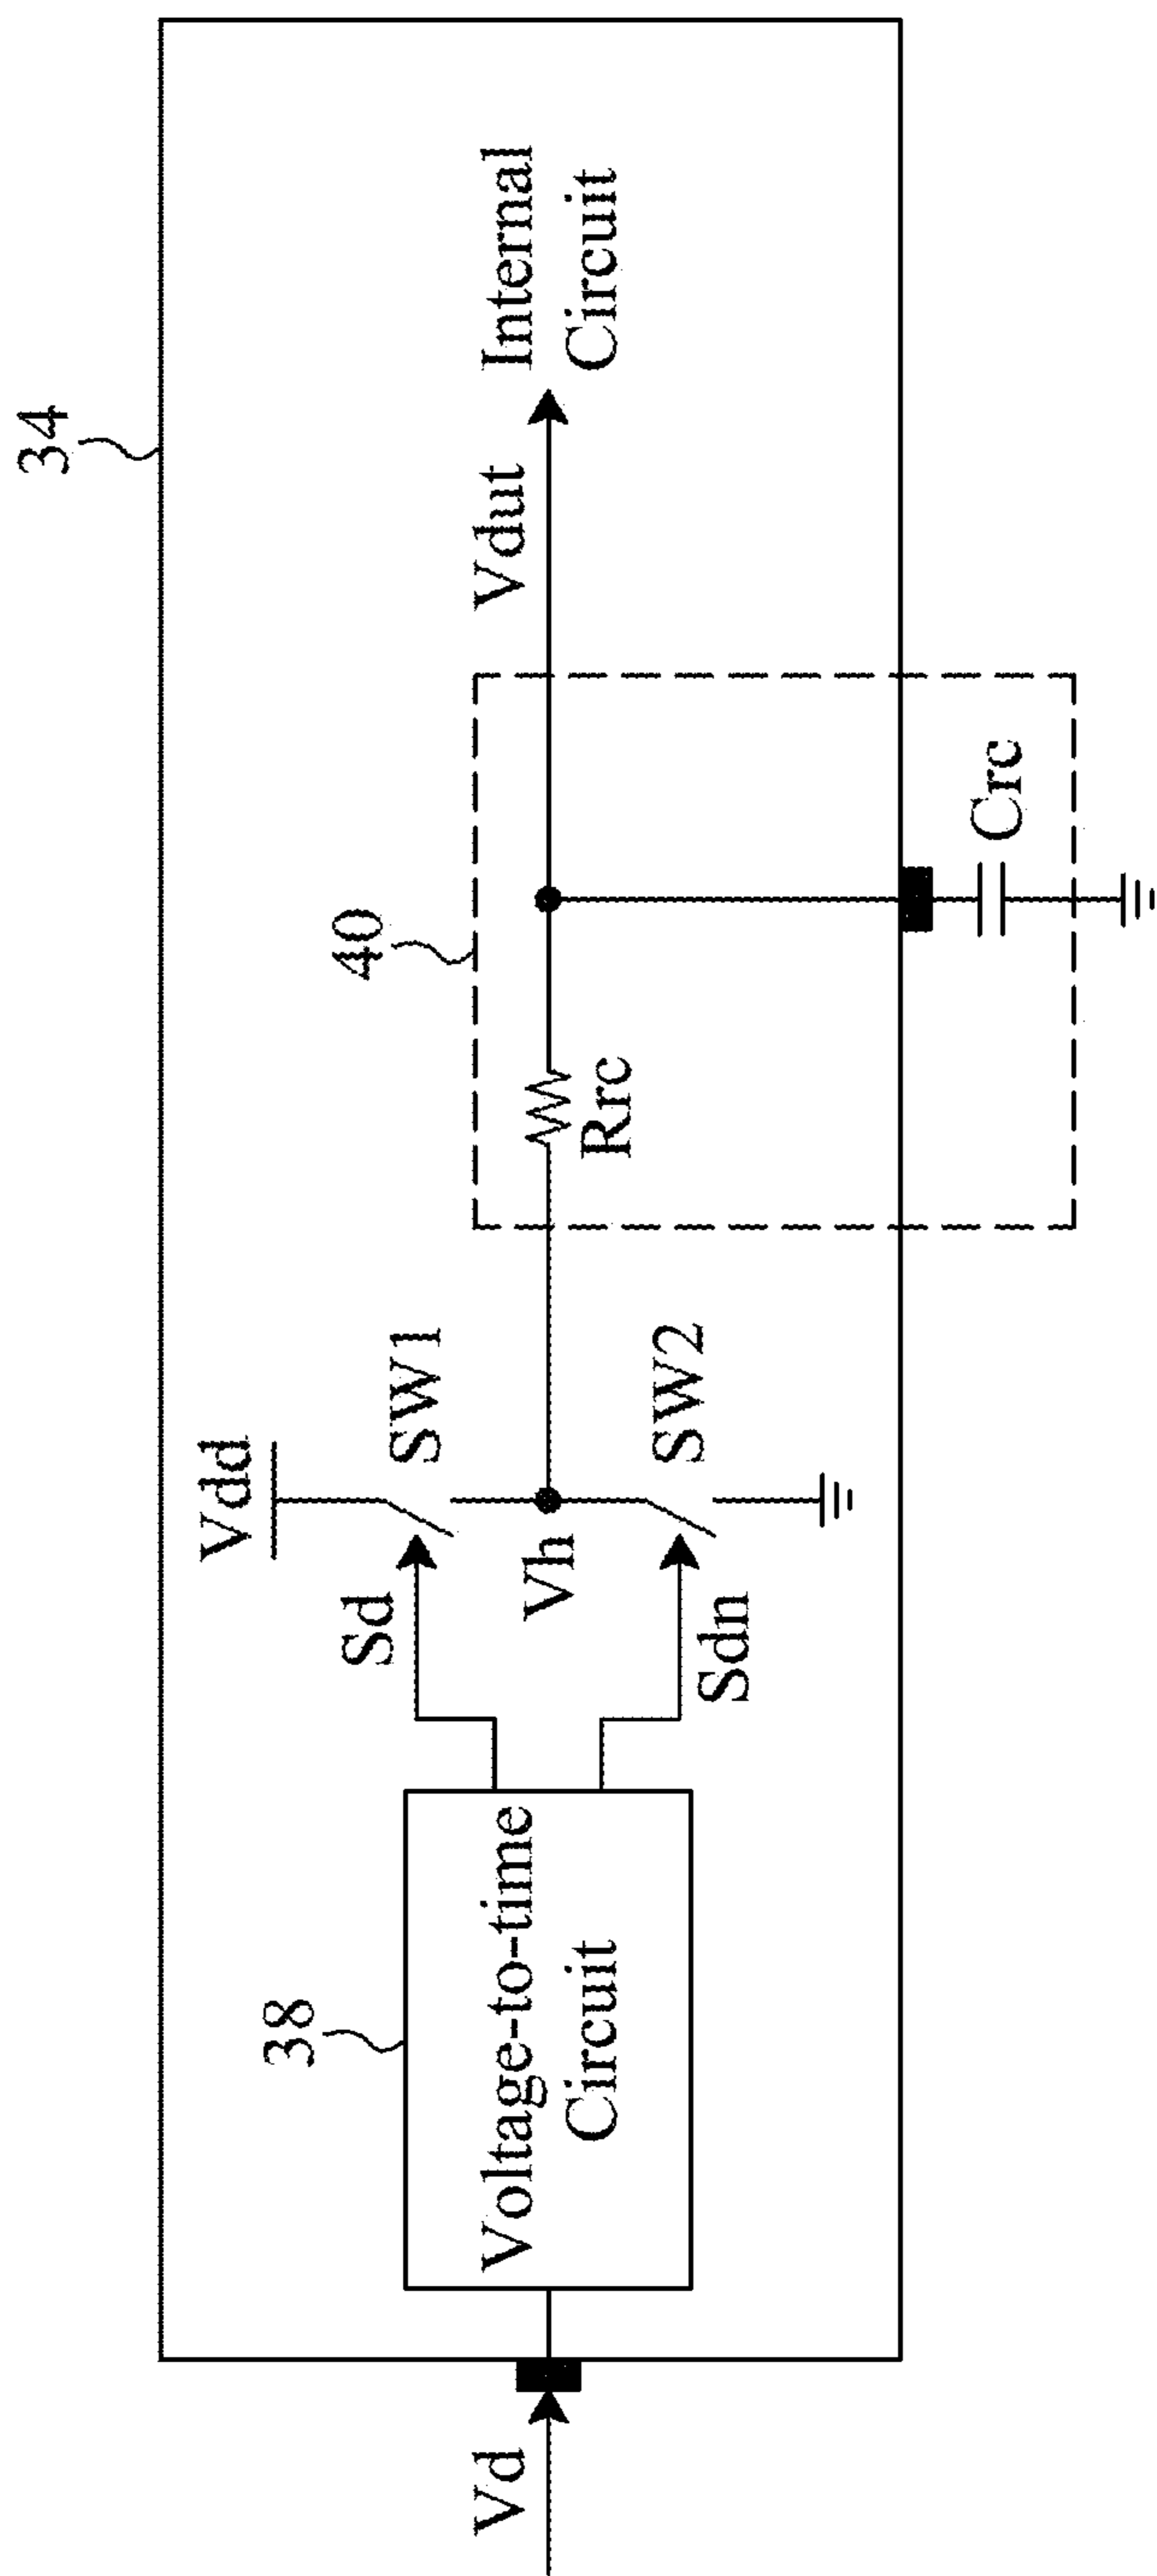 34
Vdd
SW1
Sd
Vh
SW2
Sdn
38
Voltage-to-time
Circuit
Vd
40
Rrc
Crc
Vdut
Internal
Circuit